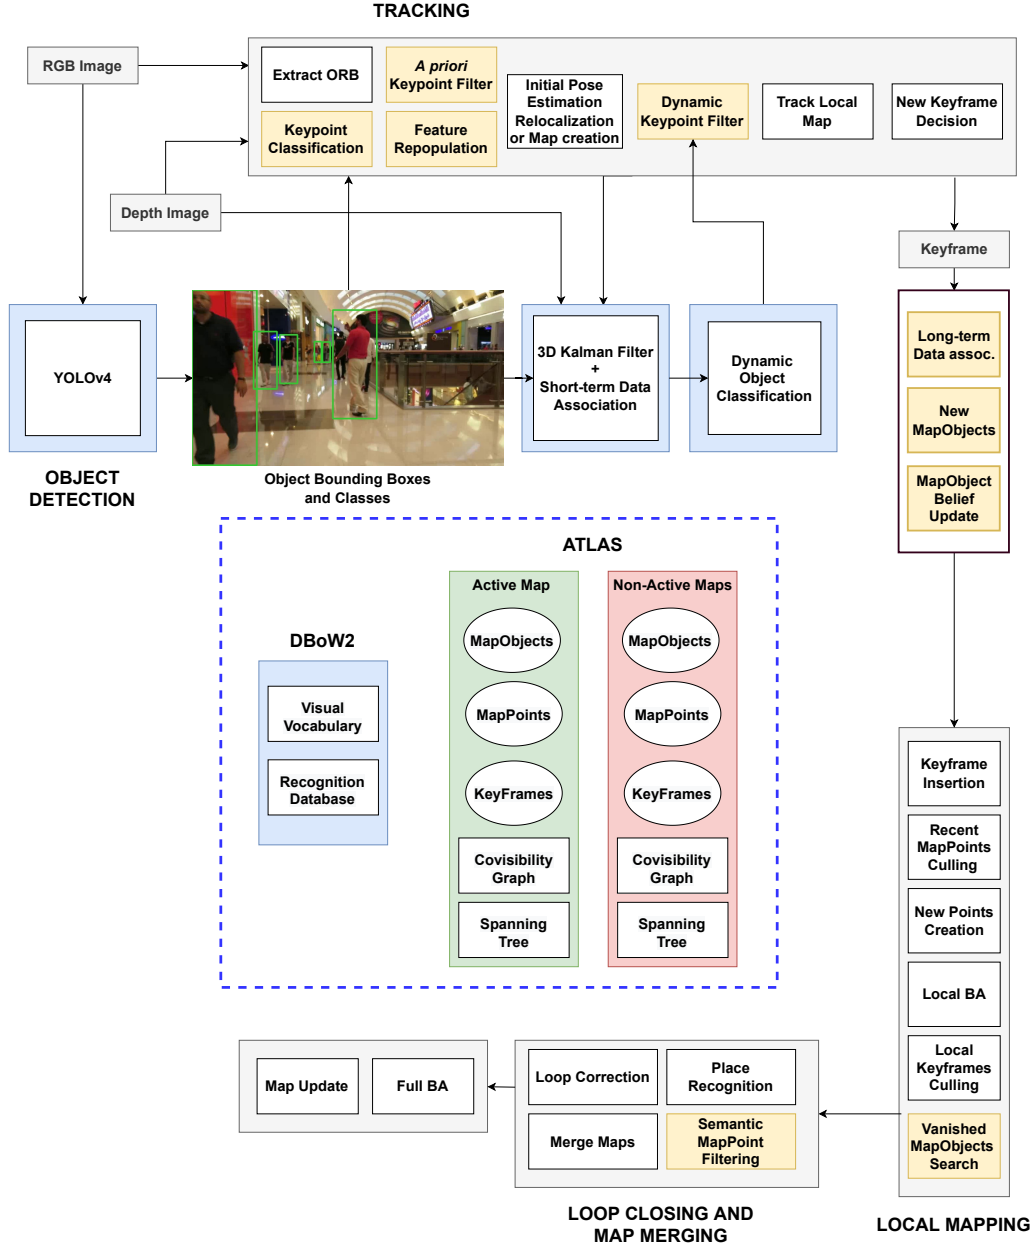 TRACKING
RGB Image
Extract ORB
A priori
Keypoint Filter
Keypoint
Classification
Feature
Repopulation
Initial Pose
Estimation
Relocalization
or Map creation
Dynamic
Keypoint Filter
Track Local
Map
New Keyframe
Decision
Depth Image
Keyframe
YOLOv4
OBJECT
DETECTION
Object Bounding Boxes
and Classes
3D Kalman Filter
+
Short-term Data
Association
Dynamic
Object
Classification
Long-term
Data assoc.
New
MapObjects
MapObject
Belief
Update
ATLAS
DBoW2
Visual
Vocabulary
Recognition
Database
Active Map
MapObjects
MapPoints
KeyFrames
Covisibility
Graph
Spanning
Tree
Non-Active Maps
MapObjects
MapPoints
KeyFrames
Covisibility
Graph
Spanning
Tree
Keyframe
Insertion
Recent
MapPoints
Culling
New Points
Creation
Local BA
Local
Keyframes
Culling
Vanished
MapObjects
Search
LOCAL MAPPING
Loop Correction
Place
Recognition
Merge Maps
Semantic
MapPoint
Filtering
LOOP CLOSING AND
MAP MERGING
Map Update
Full BA